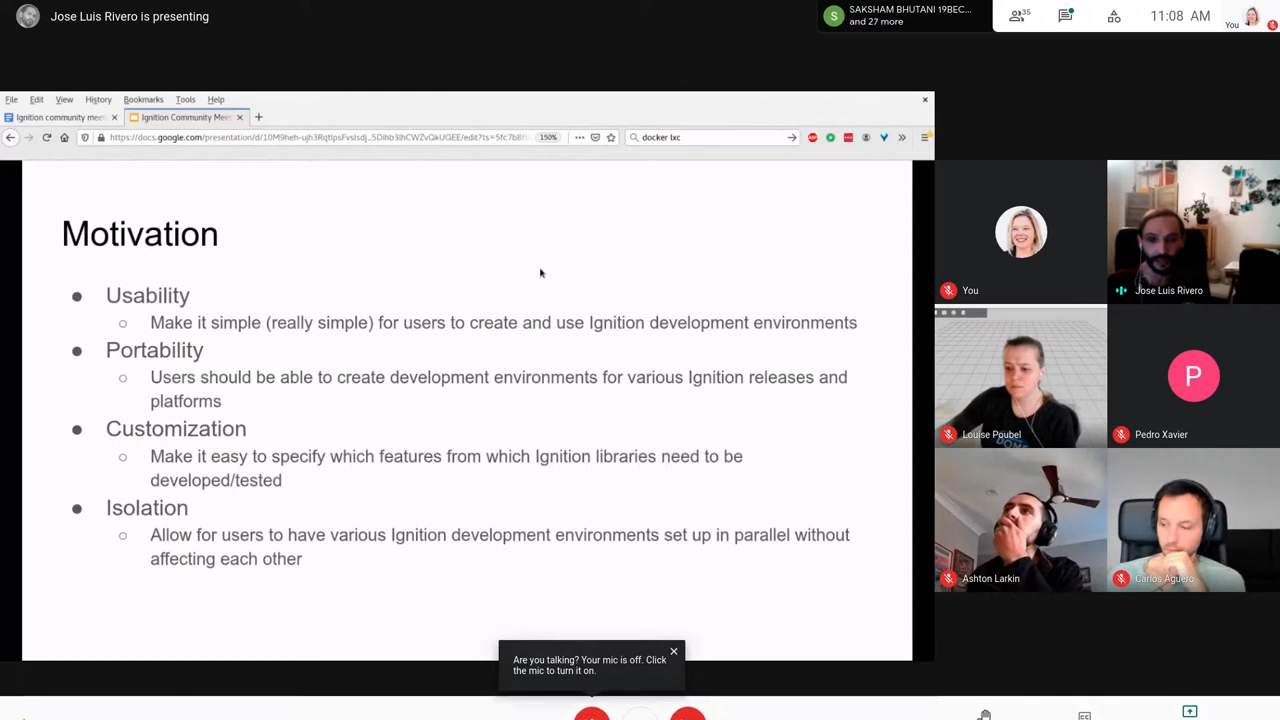 Jose Luis Rivero is presenting
S
SAKSHAM BHUTANI 19BEC...
and 27 more
35
11:08 AM
You
File Edit View History Bookmarks Tools Help
Ignition community meeti
Ignition Community Meet
150%
docker lxc
Motivation
● Usability
○ Make it simple (really simple) for users to create and use Ignition development environments
● Portability
○ Users should be able to create development environments for various Ignition releases and
platforms
● Customization
○ Make it easy to specify which features from which Ignition libraries need to be
developed/tested
● Isolation
○ Allow for users to have various Ignition development environments set up in parallel without
affecting each other
You
Jose Luis Rivero
Louise Poubel
P
Pedro Xavier
Ashton Larkin
Carlos Agüero
Are you talking? Your mic is off. Click
the mic to turn it on.